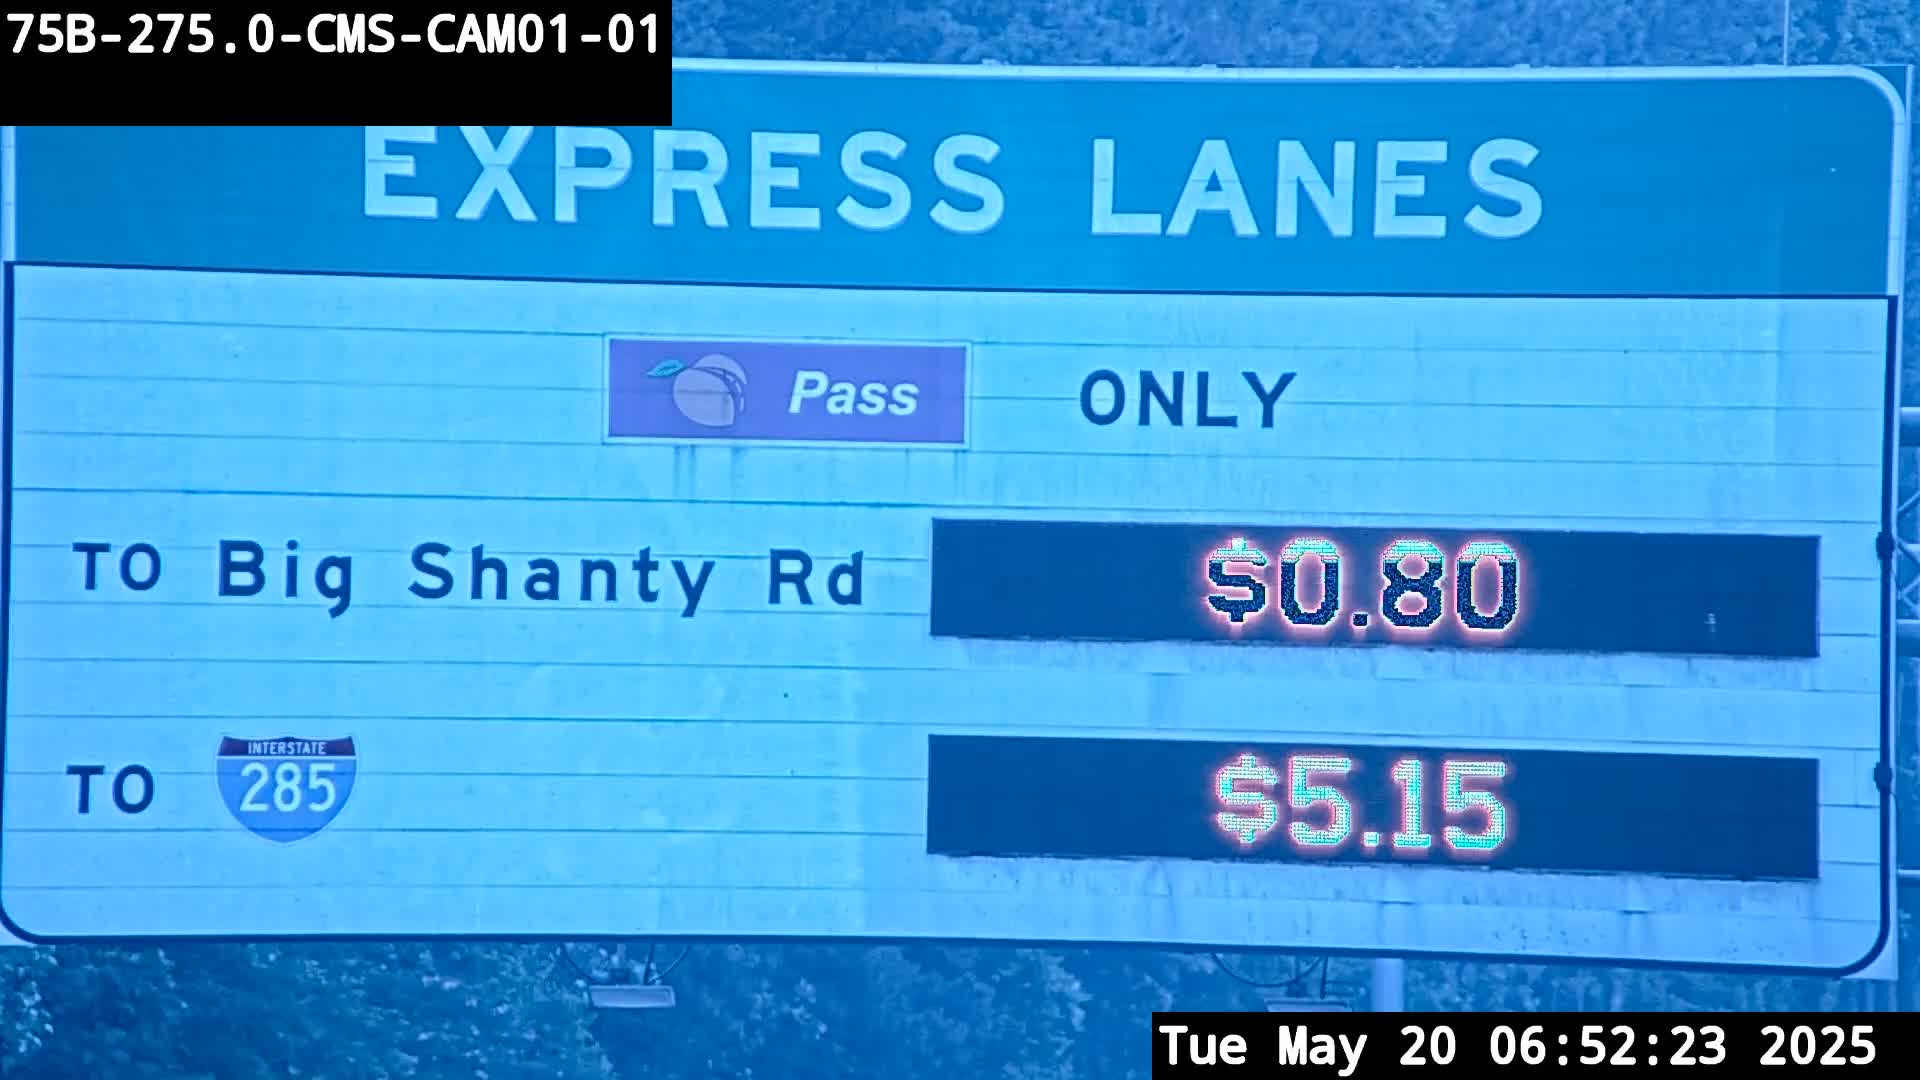 75B-275.0-CMS-CAM01-01
EXPRESS LANES
Pass ONLY
TO Big Shanty Rd $0.80
TO INTERSTATE 285 $5.15
Tue May 20 06:52:23 2025